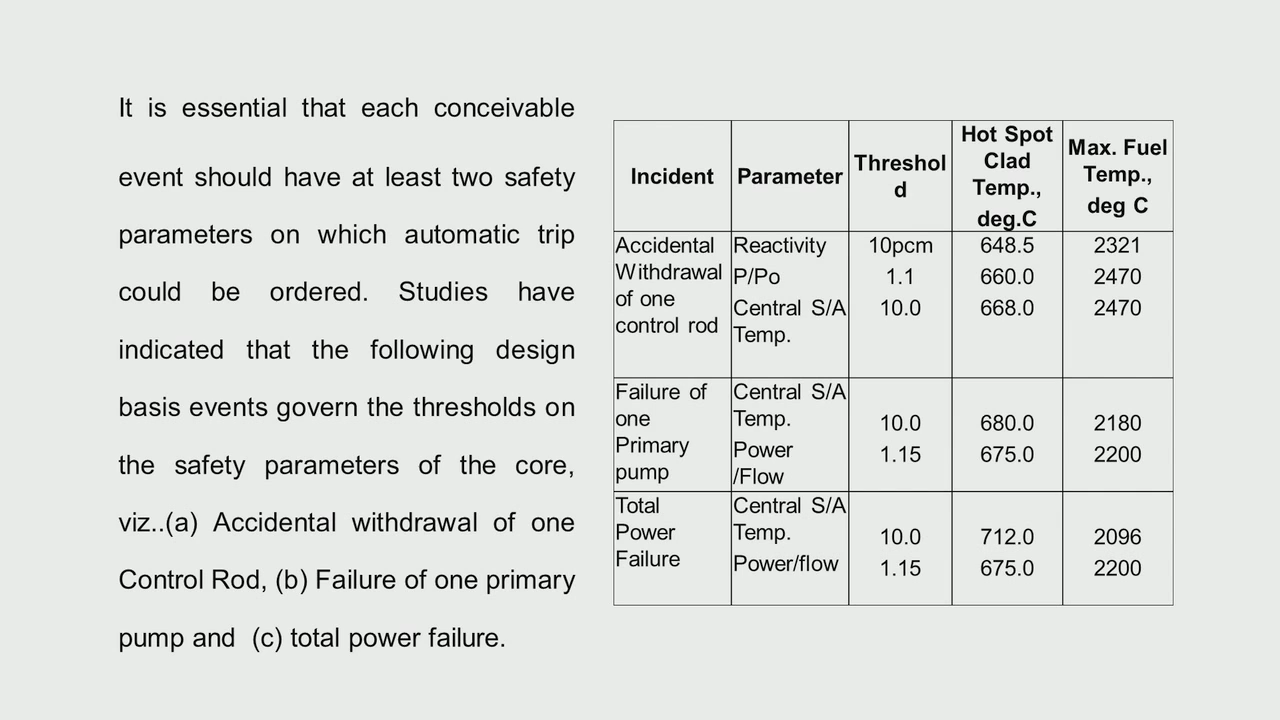 It is essential that each conceivable
event should have at least two safety
parameters on which automatic trip
could be ordered. Studies have
indicated that the following design
basis events govern the thresholds on
the safety parameters of the core,
viz..(a) Accidental withdrawal of one
Control Rod, (b) Failure of one primary
pump and (c) total power failure.
Incident
Parameter
Threshol
d
Hot Spot
Clad
Temp.,
deg.C
Max. Fuel
Temp.,
deg C
Accidental
Withdrawal
of one
control rod
Reactivity
P/Po
Central S/A
Temp.
10pcm
1.1
10.0
648.5
660.0
668.0
2321
2470
2470
Failure of
one
Primary
pump
Central S/A
Temp.
Power
/Flow
10.0
1.15
680.0
675.0
2180
2200
Total
Power
Failure
Central S/A
Temp.
Power/flow
10.0
1.15
712.0
675.0
2096
2200